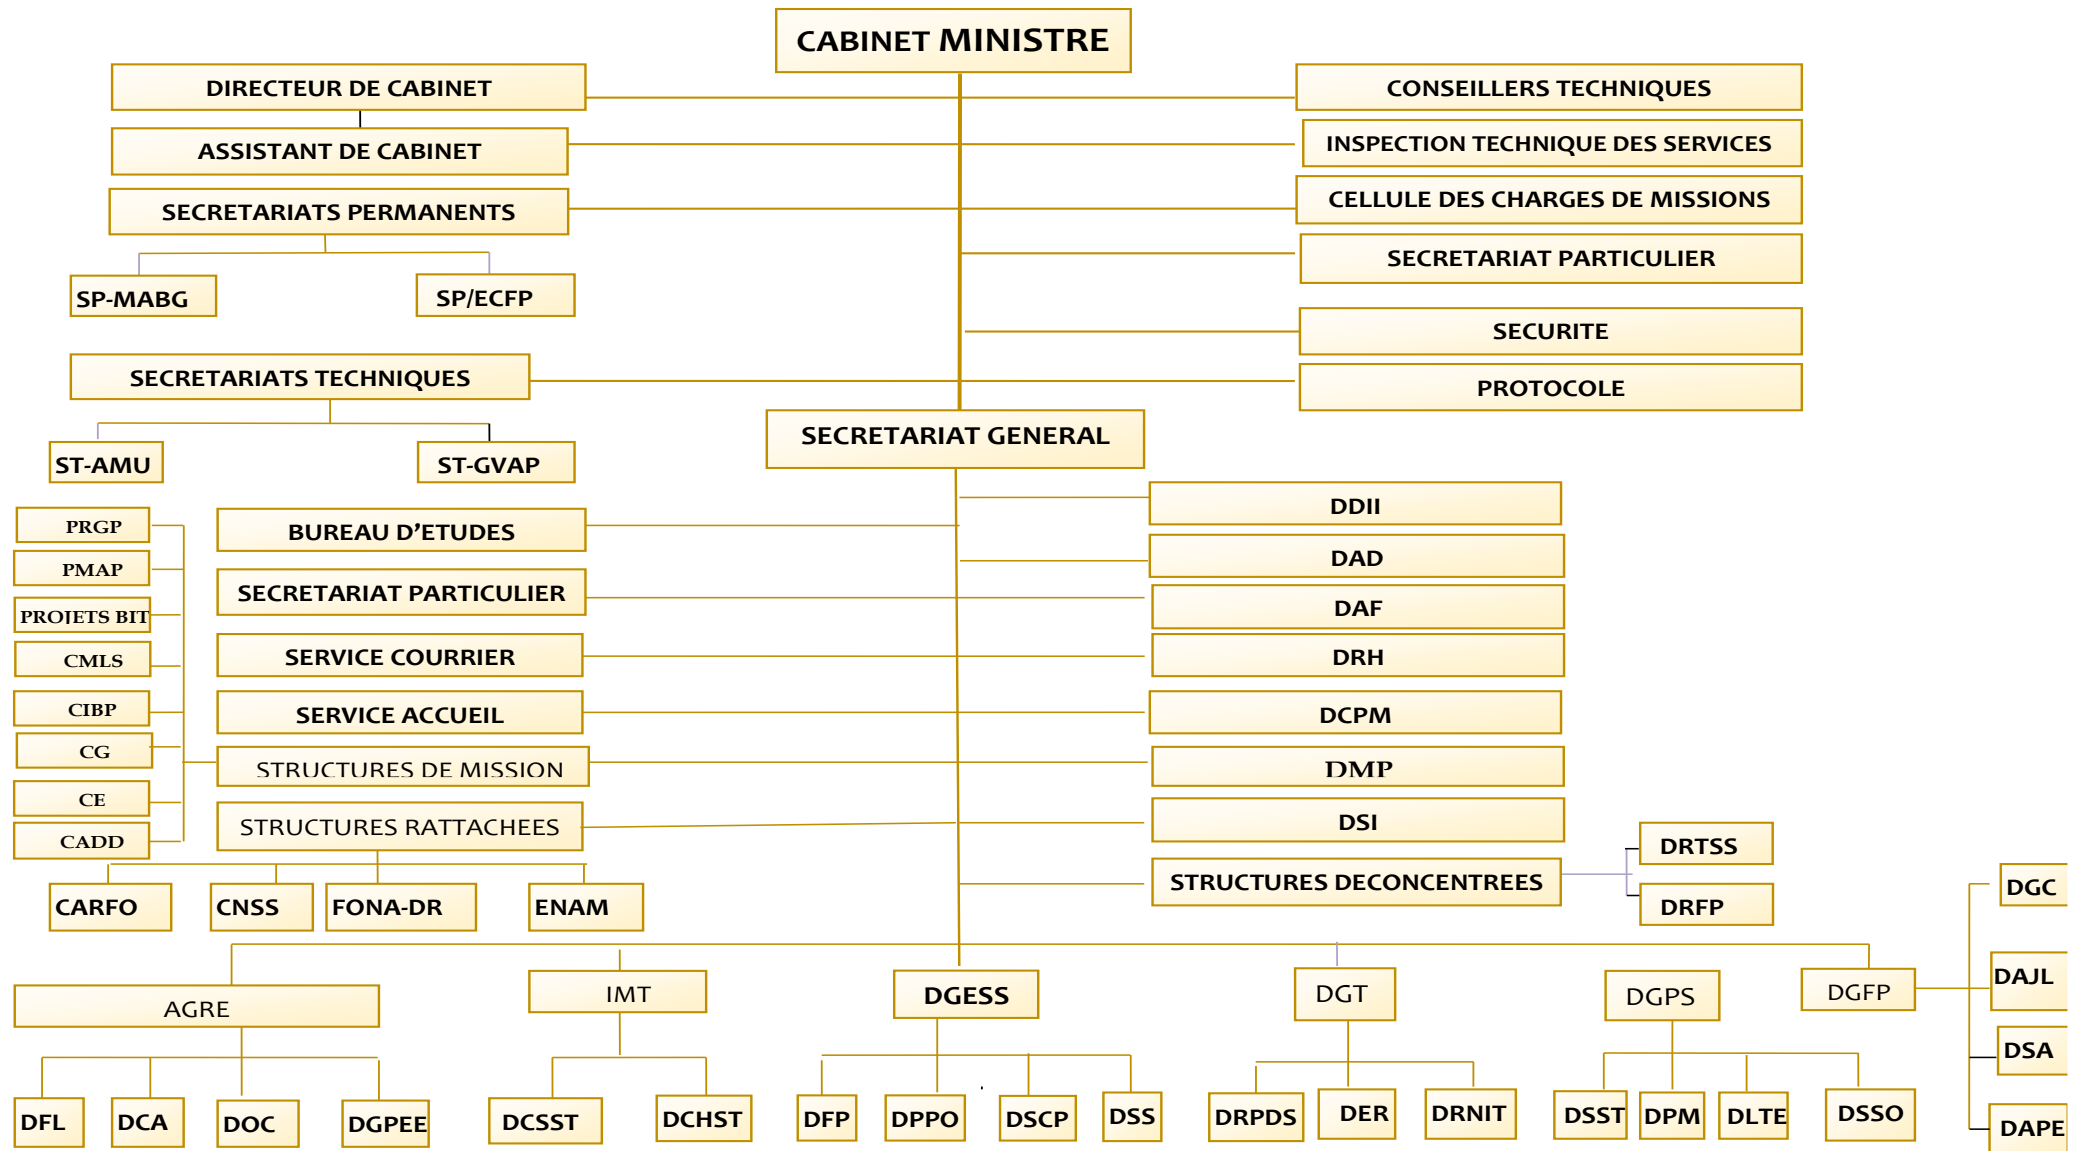 CABINET MINISTRE
DIRECTEUR DE CABINET
CONSEILLERS TECHNIQUES
ASSISTANT DE CABINET
INSPECTION TECHNIQUE DES SERVICES
SECRETARIATS PERMANENTS
CELLULE DES CHARGES DE MISSIONS
SECRETARIAT PARTICULIER
SP-MABG
SP/ECFP
SECURITE
SECRETARIATS TECHNIQUES
PROTOCOLE
SECRETARIAT GENERAL
ST-AMU
ST-GVAP
DDII
PRGP
BUREAU D’ETUDES
DAD
PMAP
SECRETARIAT PARTICULIER
DAF
PROJETS BIT
SERVICE COURRIER
DRH
CMLS
CIBP
SERVICE ACCUEIL
DCPM
CG
STRUCTURES DE MISSION
DMP
CE
STRUCTURES RATTACHEES
DSI
CADD
DRTSS
STRUCTURES DECONCENTREES
DGC
CARFO
CNSS
FONA-DR
ENAM
DRFP
AGRE
IMT
DGESS
DGT
DGPS
DGFP
DAJL
DSA
DFL
DCA
DOC
DGPEE
DCSST
DCHST
DFP
DPPO
DSCP
DSS
DRPDS
DER
DRNIT
DSST
DPM
DLTE
DSSO
DAPE